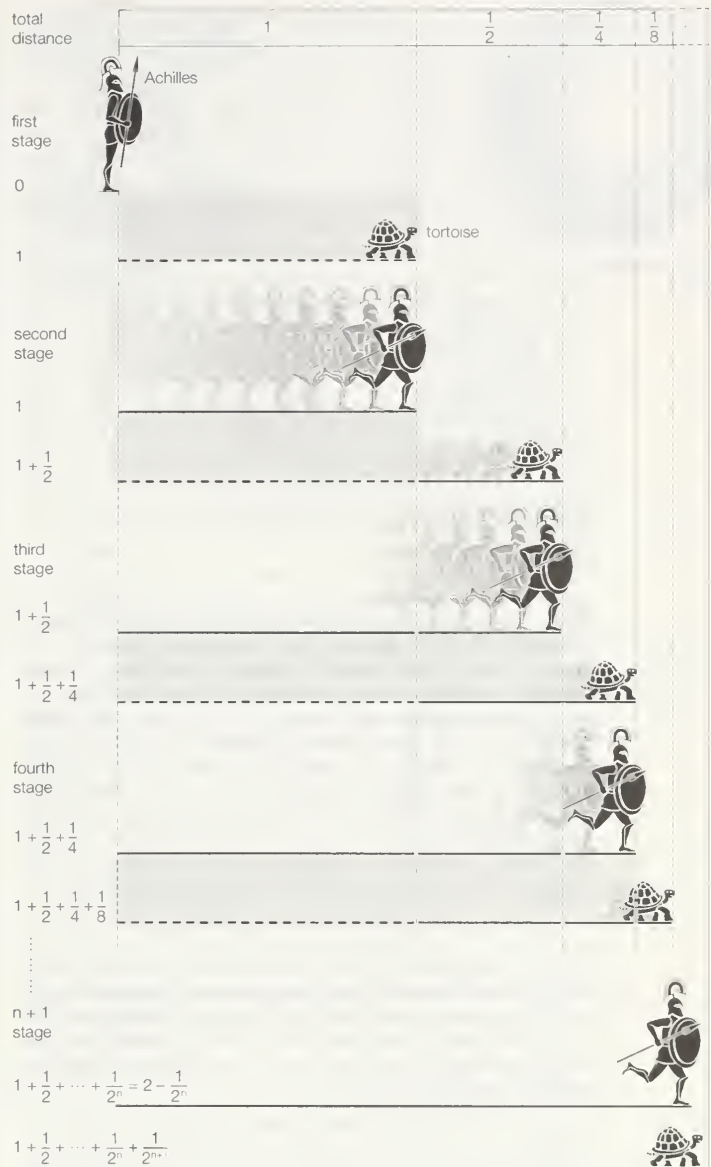 total
distance
1
1/2
1/4
1/8
Achilles
first
stage
0
tortoise
1
second
stage
1
1 + 1/2
third
stage
1 + 1/2
1 + 1/2 + 1/4
fourth
stage
1 + 1/2 + 1/4
1 + 1/2 + 1/4 + 1/8
n + 1
stage
1 + 1/2 + ··· + 1/2ⁿ = 2 − 1/2ⁿ
1 + 1/2 + ··· + 1/2ⁿ + 1/2ⁿ⁺